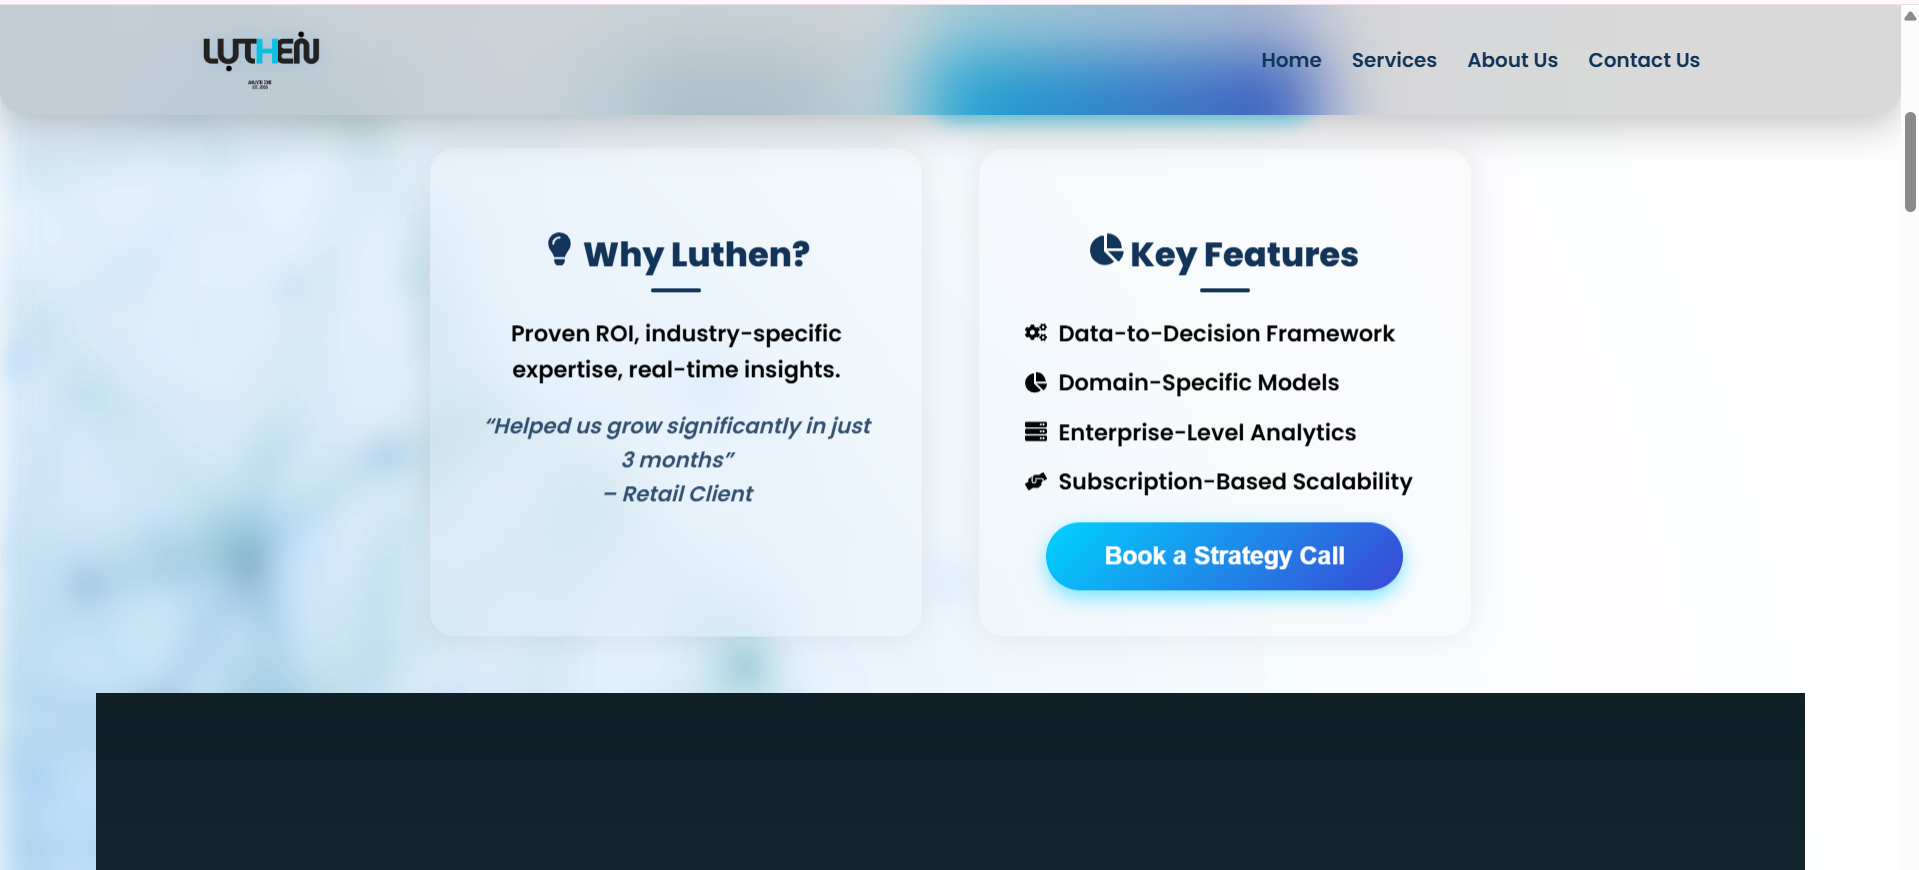 LUTHEN
Home
Services
About Us
Contact Us
Why Luthen?
Proven ROI, industry-specific
expertise, real-time insights.
“Helped us grow significantly in just
3 months”
– Retail Client
Key Features
Data-to-Decision Framework
Domain-Specific Models
Enterprise-Level Analytics
Subscription-Based Scalability
Book a Strategy Call